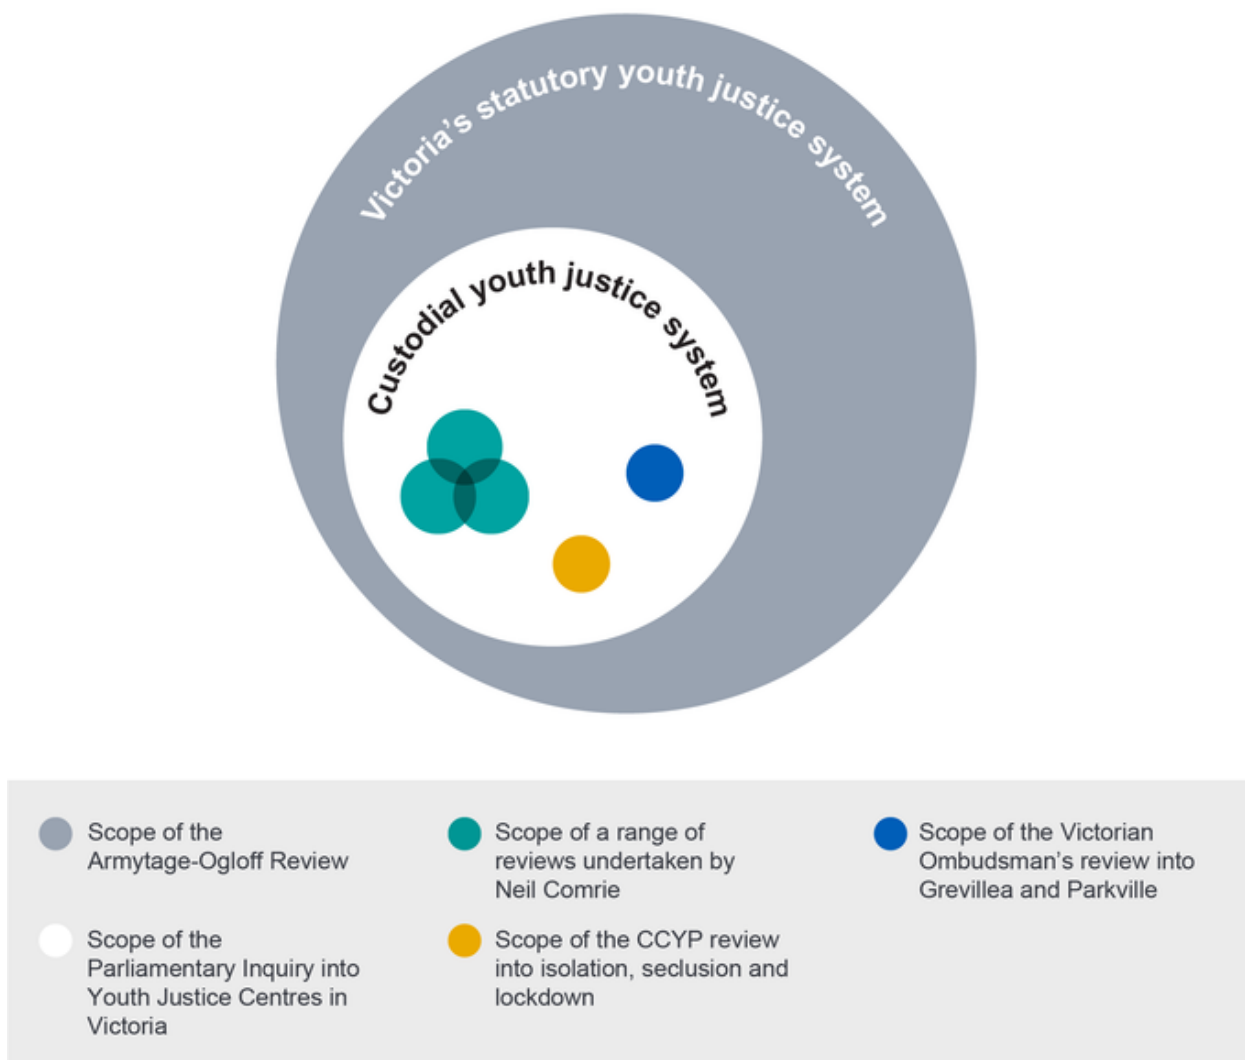 Victoria's statutory youth justice system
Custodial youth justice system
Scope of the
Armytage-Ogloff Review
Scope of a range of
reviews undertaken by
Neil Comrie
Scope of the Victorian
Ombudsman's review into
Grevillea and Parkville
Scope of the
Parliamentary Inquiry into
Youth Justice Centres in
Victoria
Scope of the CCYP review
into isolation, seclusion and
lockdown